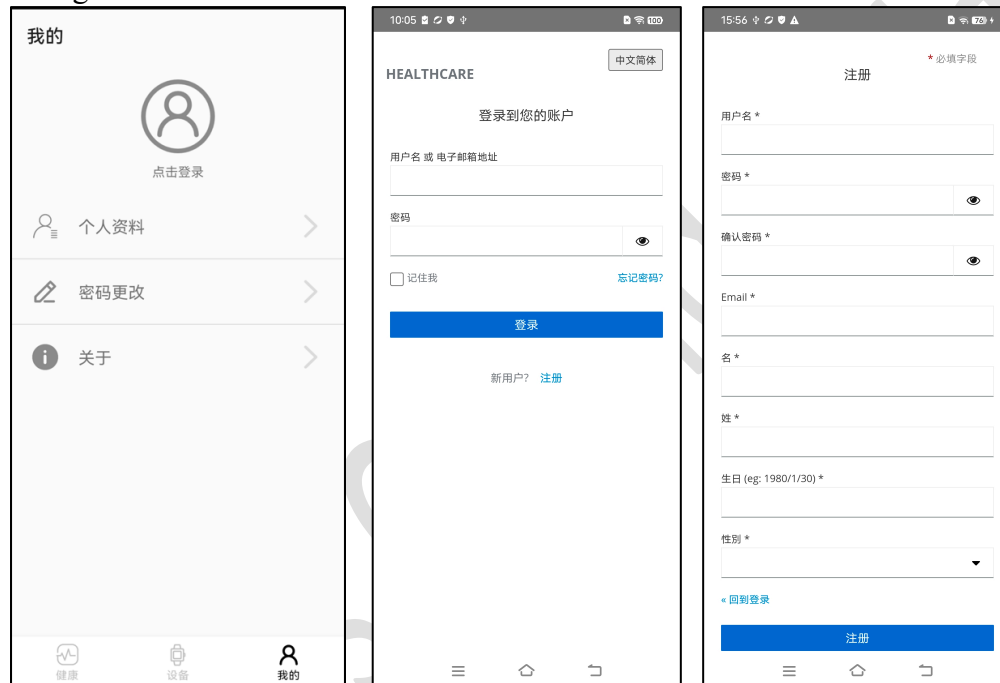 我的
点击登录
个人资料
密码更改
关于
健康
设备
我的
10:05
100
HEALTHCARE
中文简体
登录到您的账户
用户名 或 电子邮箱地址
密码
记住我
忘记密码?
登录
新用户? 注册
15:56
76
* 必填字段
注册
用户名 *
密码 *
确认密码 *
Email *
名 *
姓 *
生日 (eg: 1980/1/30) *
性别 *
« 回到登录
注册